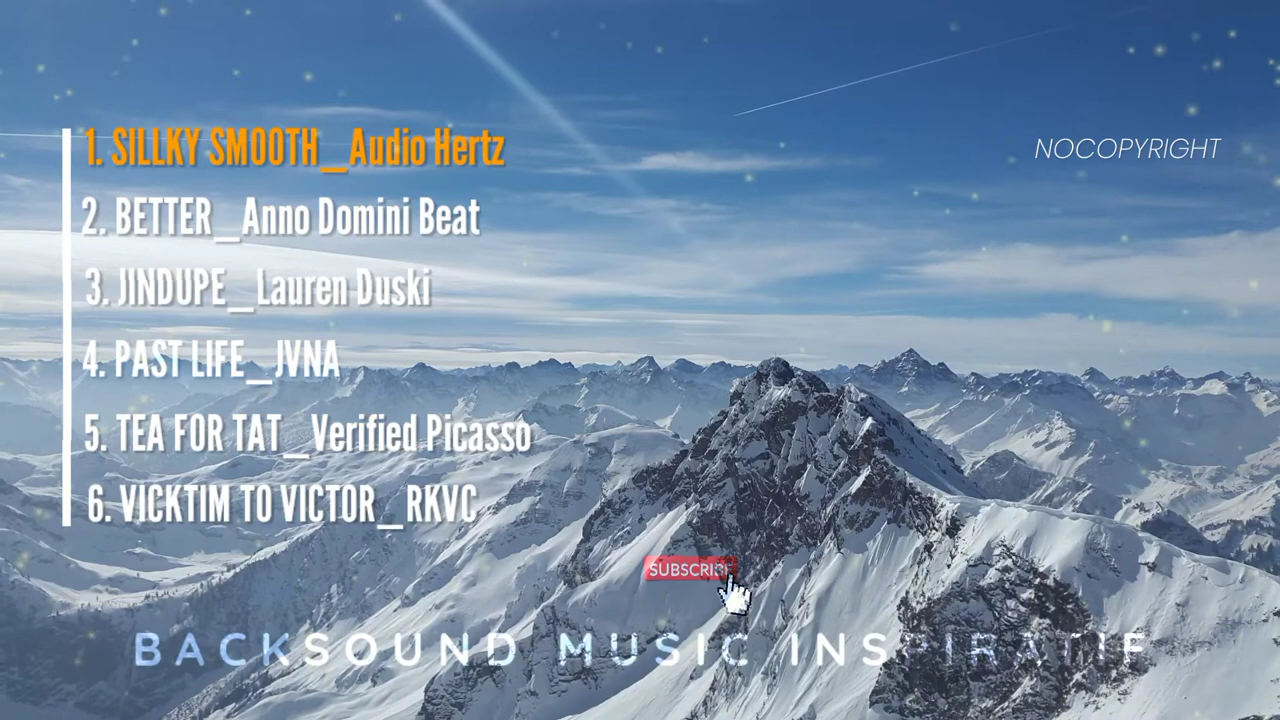 1. SILLKY SMOOTH_Audio Hertz
NOCOPYRIGHT
2. BETTER_Anno Domini Beat
3. JINDUPE_Lauren Duski
4. PAST LIFE_JVNA
5. TEA FOR TAT_Verified Picasso
6. VICKTIM TO VICTOR_RKVC
SUBSCRIBE
BACKSOUND MUSIC INSPIRATIF